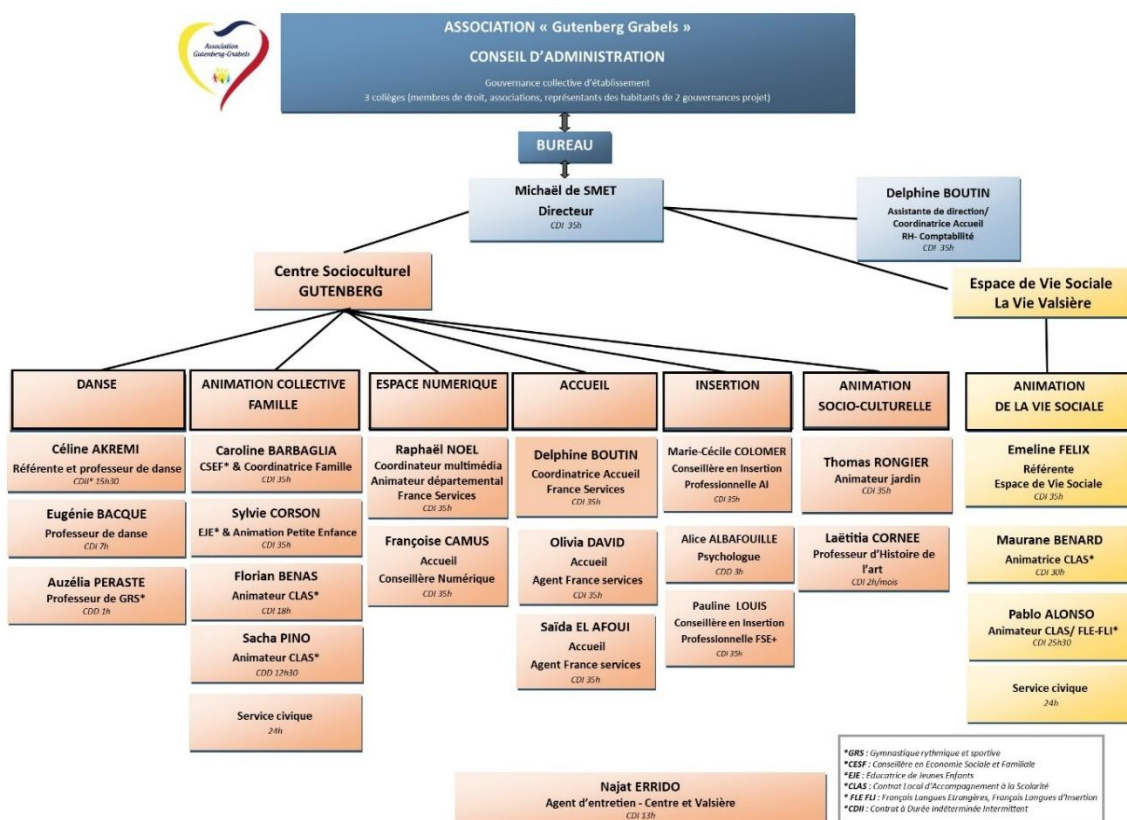 Association
Gutenberg-Grabels
ASSOCIATION « Gutenberg Grabels »
CONSEIL D'ADMINISTRATION
Gouvernance collective d'établissement
3 collèges (membres de droit, associations, représentants des habitants de 2 gouvernances projet)
BUREAU
Michaël de SMET
Directeur
CDI 35h
Delphine BOUTIN
Assistante de direction/
Coordinatrice Accueil
RH- Comptabilité
CDI 35h
Centre Socioculturel
GUTENBERG
Espace de Vie Sociale
La Vie Valsière
DANSE
Céline AKREMI
Référente et professeur de danse
CDII* 15h30
Eugénie BACQUE
Professeur de danse
CDI 7h
Auzélia PERASTE
Professeur de GRS*
CDD 1h
ANIMATION COLLECTIVE
FAMILLE
Caroline BARBAGLIA
CSEF* & Coordinatrice Famille
CDI 35h
Sylvie CORSON
EJE* & Animation Petite Enfance
CDI 35h
Florian BENAS
Animateur CLAS*
CDI 18h
Sacha PINO
Animateur CLAS*
CDD 12h30
Service civique
24h
ESPACE NUMERIQUE
Raphaël NOEL
Coordinateur multimédia
Animateur départemental
France Services
CDI 35h
Françoise CAMUS
Accueil
Conseillère Numérique
CDI 35h
ACCUEIL
Delphine BOUTIN
Coordinatrice Accueil
France Services
CDI 35h
Olivia DAVID
Accueil
Agent France services
CDI 35h
Saïda EL AFOUI
Accueil
Agent France services
CDI 35h
INSERTION
Marie-Cécile COLOMER
Conseillère en Insertion
Professionnelle AI
CDI 35h
Alice ALBAFOUILLE
Psychologue
CDD 3h
Pauline LOUIS
Conseillère en Insertion
Professionnelle FSE+
CDI 35h
ANIMATION
SOCIO-CULTURELLE
Thomas RONGIER
Animateur jardin
CDI 35h
Laëtitia CORNEE
Professeur d'Histoire de
l'art
CDI 2h/mois
ANIMATION
DE LA VIE SOCIALE
Emeline FELIX
Référente
Espace de Vie Sociale
CDI 35h
Maurane BENARD
Animatrice CLAS*
CDI 30h
Pablo ALONSO
Animateur CLAS/ FLE-FLI*
CDI 25h30
Service civique
24h
Najat ERRIDO
Agent d'entretien - Centre et Valsière
CDI 13h
*GRS : Gymnastique rythmique et sportive
*CESF : Conseillère en Economie Sociale et Familiale
*EJE : Educatrice de Jeunes Enfants
*CLAS : Contrat Local d'Accompagnement à la Scolarité
* FLE FLI : Français Langues Etrangères, Français Langues d'Insertion
*CDII : Contrat à Durée Indéterminée Intermittent